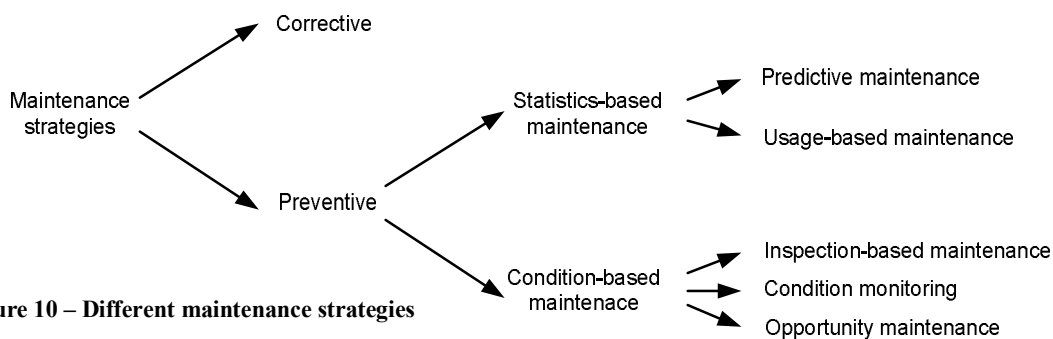 Corrective
Maintenance
strategies
Preventive
Statistics-based
maintenance
Predictive maintenance
Usage-based maintenance
Condition-based
maintenace
Inspection-based maintenance
Condition monitoring
Opportunity maintenance
ure 10 – Different maintenance strategies